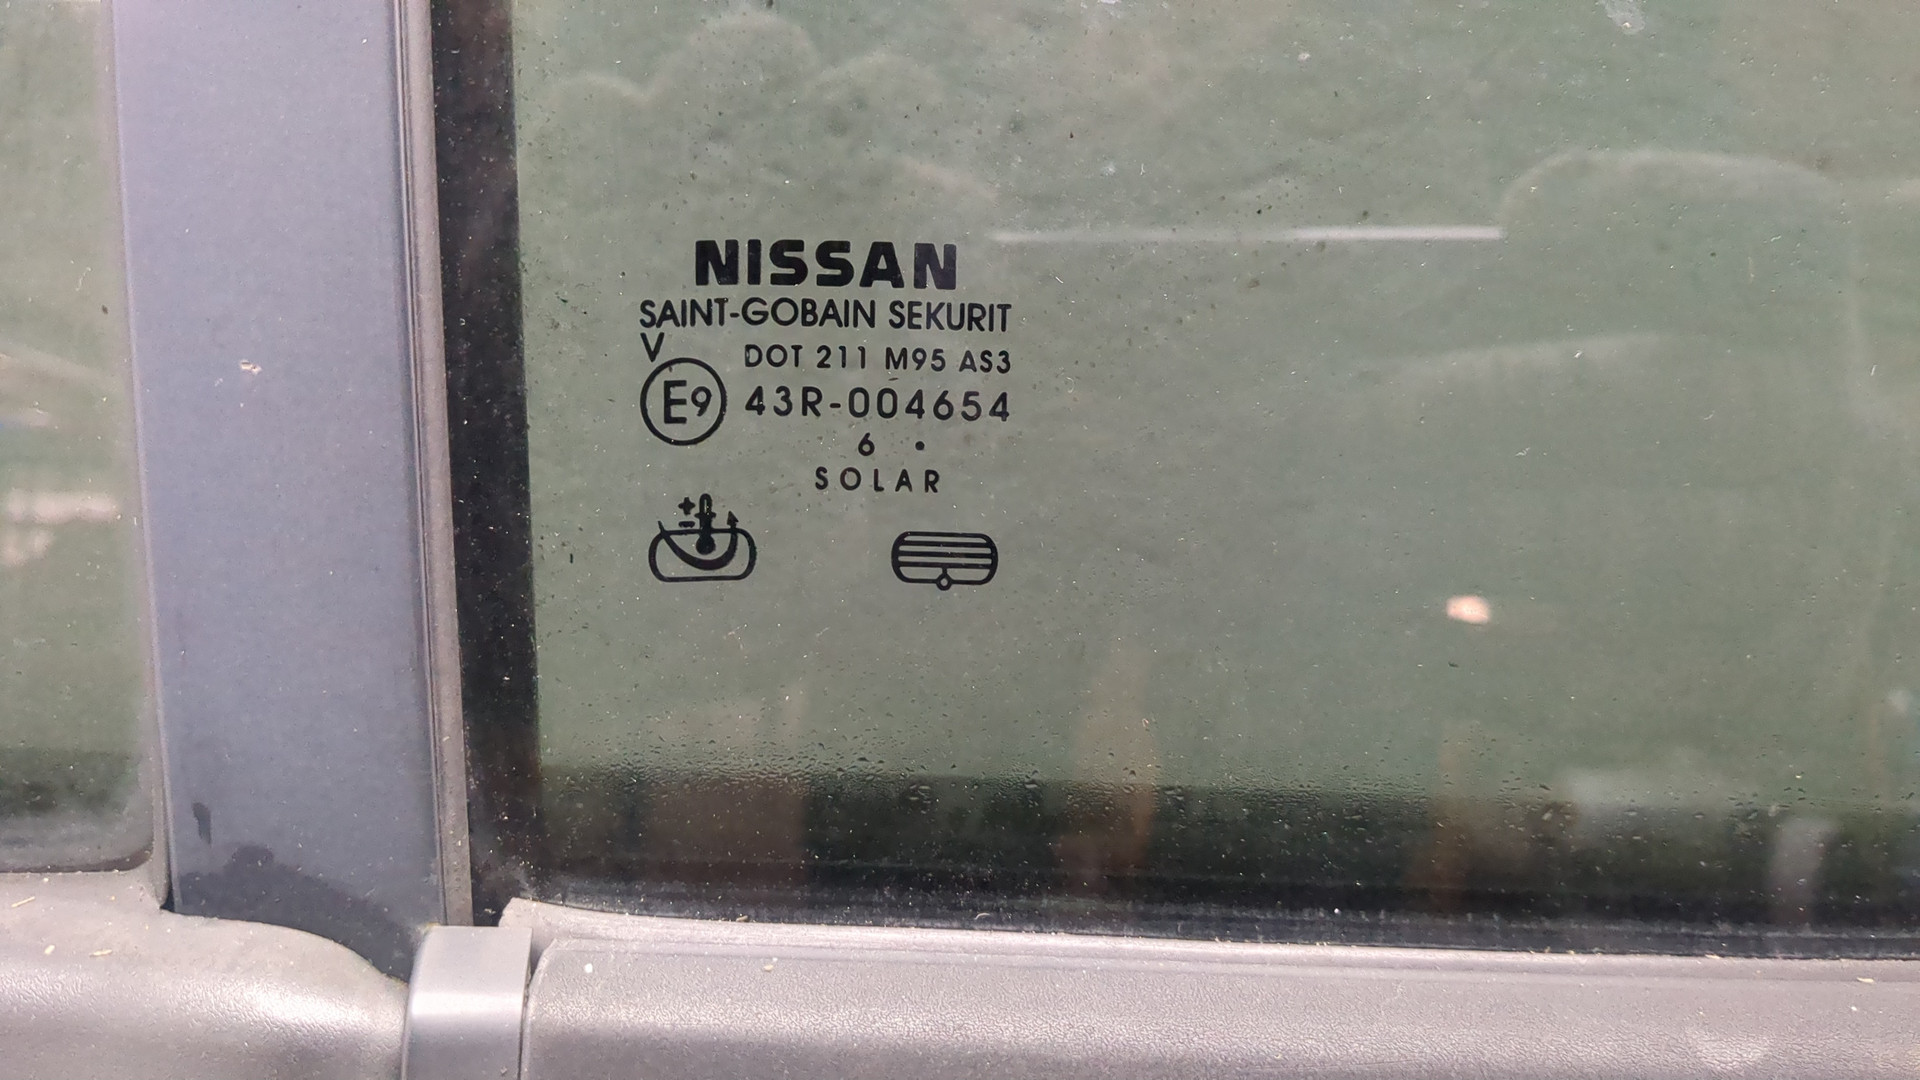 NISSAN
SAINT-GOBAIN SEKURIT
V
DOT 211 M95 AS3
E9 43R-004654
6 •
SOLAR